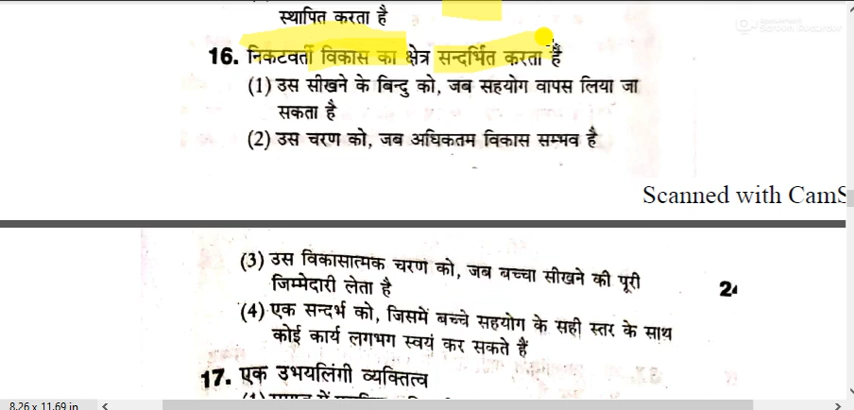 स्थापित करता है
16. निकटवर्ती विकास का क्षेत्र सन्दर्भित करता है
(1) उस सीखने के बिन्दु को, जब सहयोग वापस लिया जा
सकता है
(2) उस चरण को, जब अधिकतम विकास सम्भव है
Scanned with CamS
(3) उस विकासात्मक चरण को, जब बच्चा सीखने की पूरी
जिम्मेदारी लेता है
(4) एक सन्दर्भ को, जिसमें बच्चे सहयोग के सही स्तर के साथ
कोई कार्य लगभग स्वयं कर सकते हैं
17. एक उभयलिंगी व्यक्तित्व
8.26 x 11.69 in